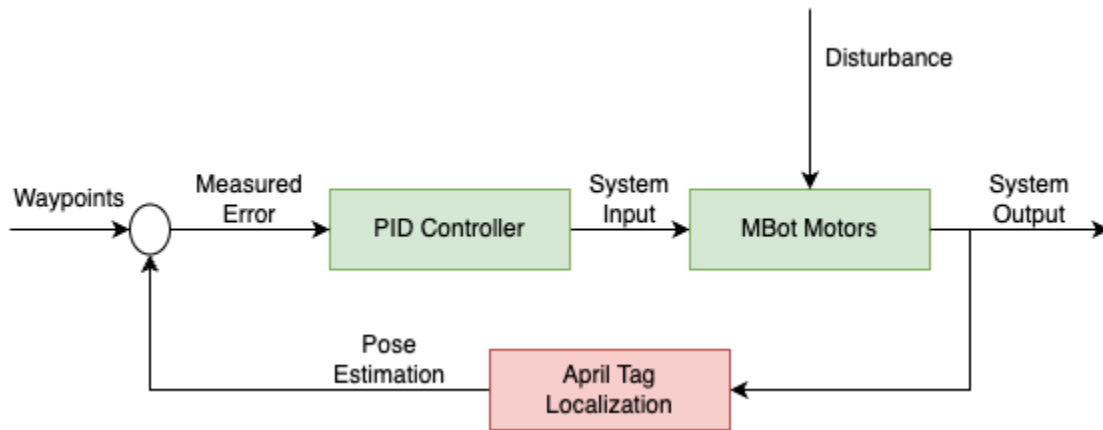 Disturbance
Waypoints
Measured
Error
PID Controller
System
Input
MBot Motors
System
Output
Pose
Estimation
April Tag
Localization